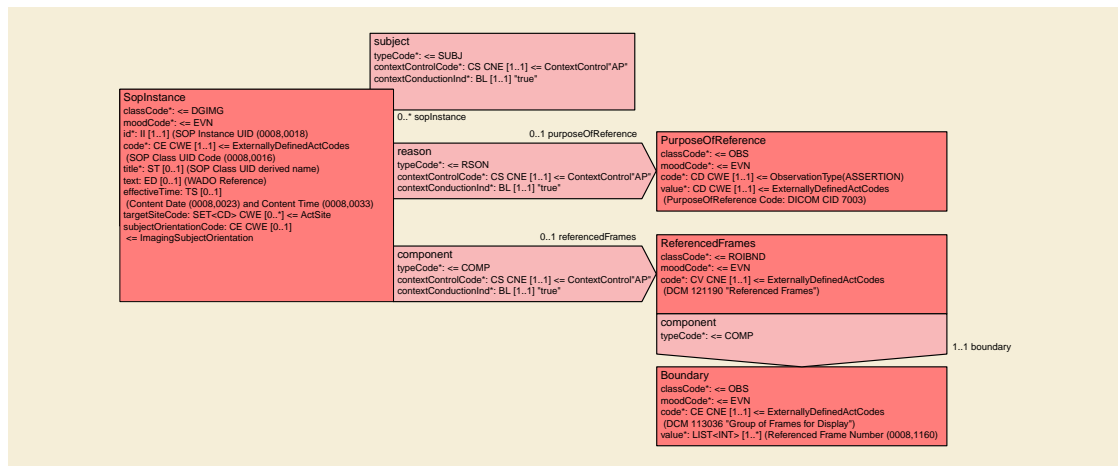 subject
typeCode*: <= SUBJ
contextControlCode*: CS CNE [1..1] <= ContextControl"AP"
contextConductionInd*: BL [1..1] "true"
0..* sopInstance
SopInstance
classCode*: <= DGIMG
moodCode*: <= EVN
id*: II [1..1] (SOP Instance UID (0008,0018)
code*: CE CWE [1..1] <= ExternallyDefinedActCodes
(SOP Class UID Code (0008,0016)
title*: ST [0..1] (SOP Class UID derived name)
text: ED [0..1] (WADO Reference)
effectiveTime: TS [0..1]
(Content Date (0008,0023) and Content Time (0008,0033)
targetSiteCode: SET<CD> CWE [0..*] <= ActSite
subjectOrientationCode: CE CWE [0..1]
<= ImagingSubjectOrientation
0..1 purposeOfReference
reason
typeCode*: <= RSON
contextControlCode*: CS CNE [1..1] <= ContextControl"AP"
contextConductionInd*: BL [1..1] "true"
PurposeOfReference
classCode*: <= OBS
moodCode*: <= EVN
code*: CD CWE [1..1] <= ObservationType(ASSERTION)
value*: CD CWE [1..1] <= ExternallyDefinedActCodes
(PurposeOfReference Code: DICOM CID 7003)
0..1 referencedFrames
component
typeCode*: <= COMP
contextControlCode*: CS CNE [1..1] <= ContextControl"AP"
contextConductionInd*: BL [1..1] "true"
ReferencedFrames
classCode*: <= ROIBND
moodCode*: <= EVN
code*: CV CNE [1..1] <= ExternallyDefinedActCodes
(DCM 121190 "Referenced Frames")
component
typeCode*: <= COMP
1..1 boundary
Boundary
classCode*: <= OBS
moodCode*: <= EVN
code*: CE CNE [1..1] <= ExternallyDefinedActCodes
(DCM 113036 "Group of Frames for Display")
value*: LIST<INT> [1..*] (Referenced Frame Number (0008,1160)